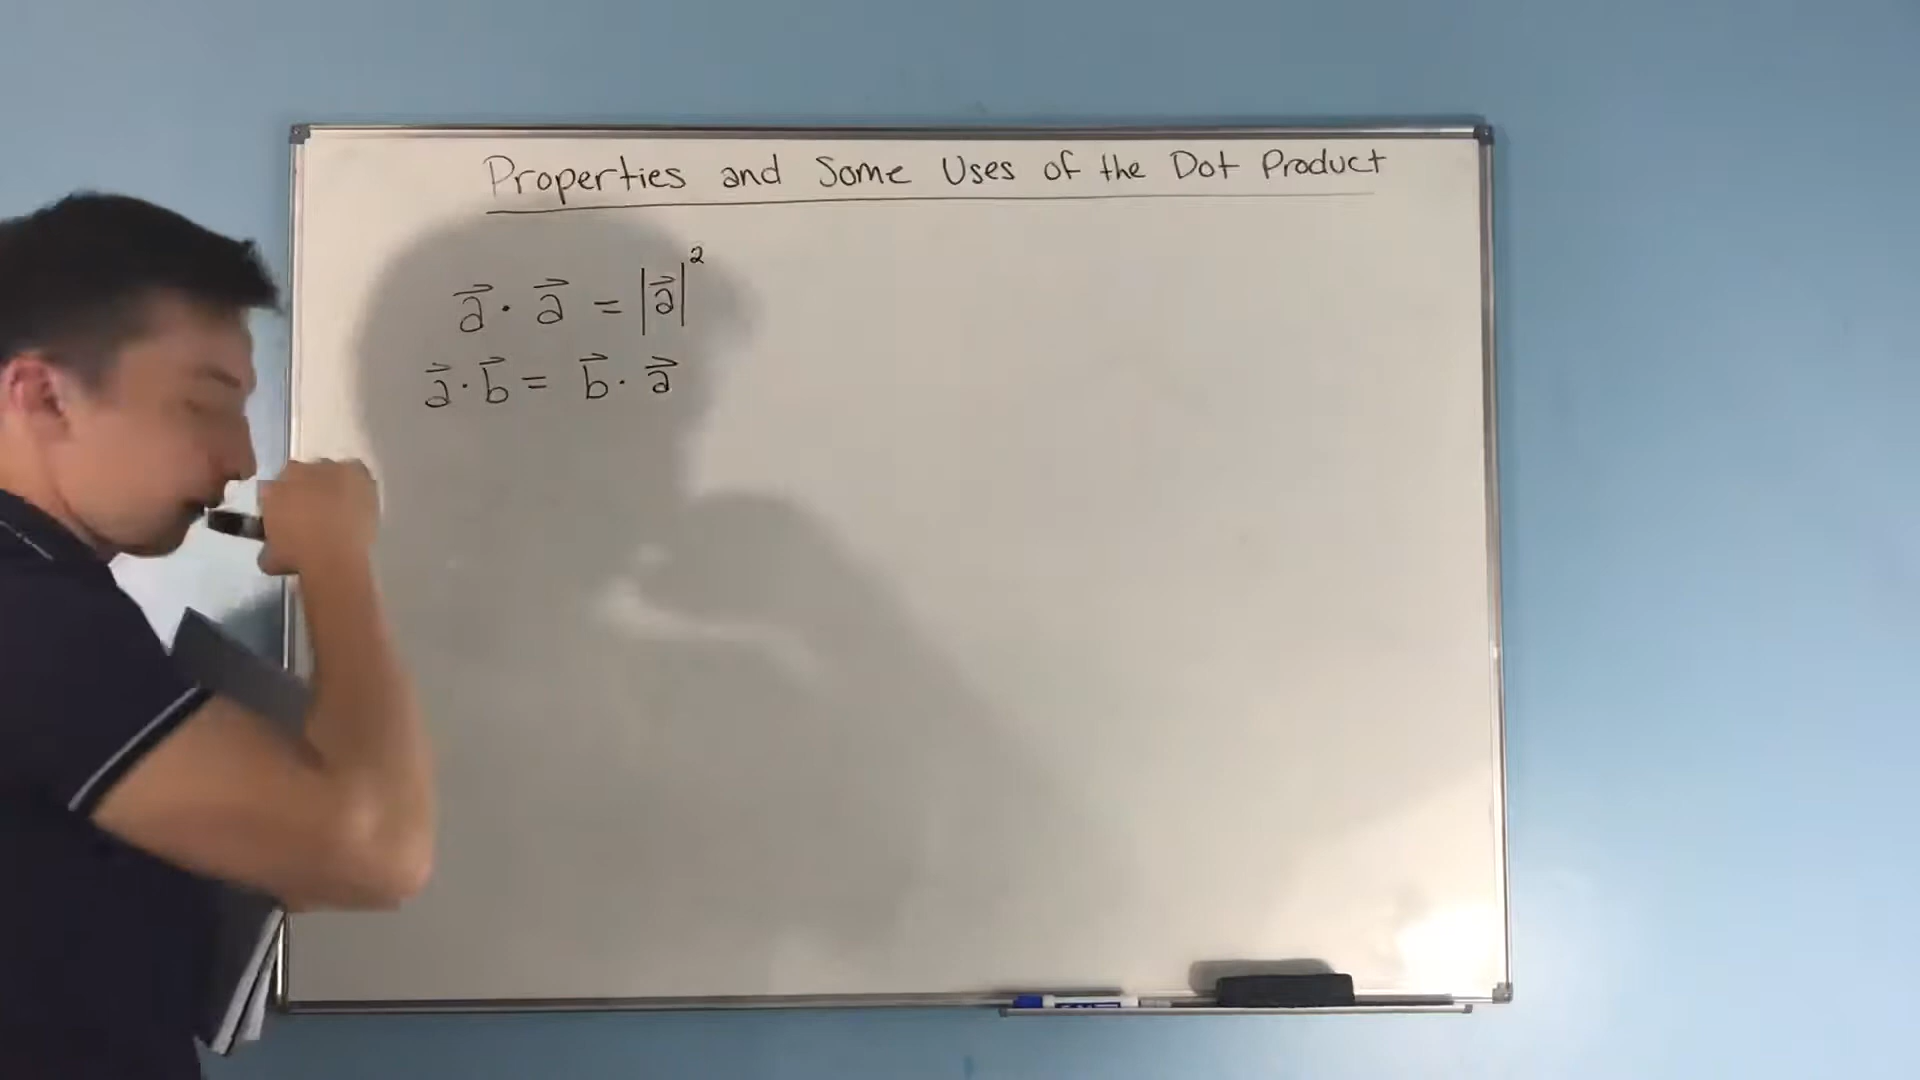 Properties and Some Uses of the Dot Product
a⃗ · a⃗ = |a⃗|²
a⃗ · b⃗ = b⃗ · a⃗